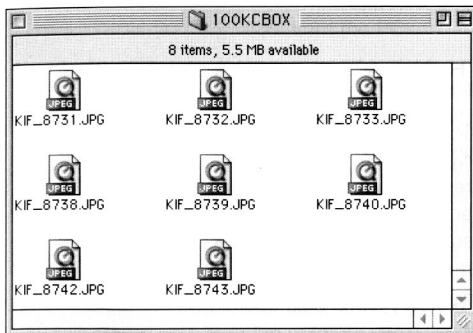 100KCBOX
8 items, 5.5 MB available
JPEG JPEG JPEG
KIF_8731.JPG KIF_8732.JPG KIF_8733.JPG
JPEG JPEG JPEG
KIF_8738.JPG KIF_8739.JPG KIF_8740.JPG
JPEG JPEG
KIF_8742.JPG KIF_8743.JPG